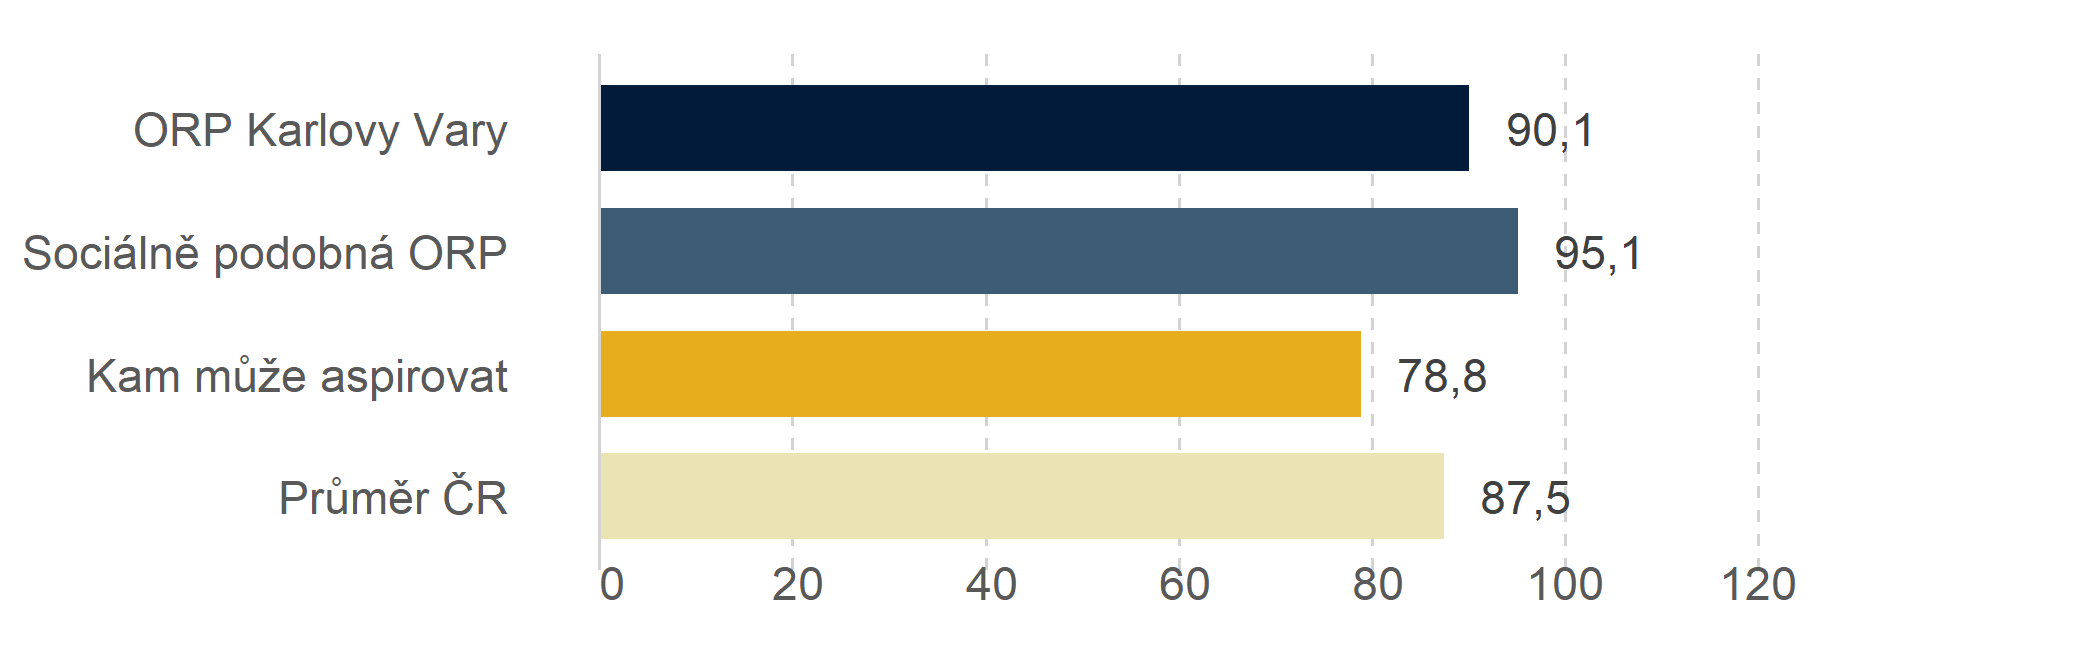 ORP Karlovy Vary 90,1
Sociálně podobná ORP 95,1
Kam může aspirovat 78,8
Průměr ČR 87,5
0 20 40 60 80 100 120